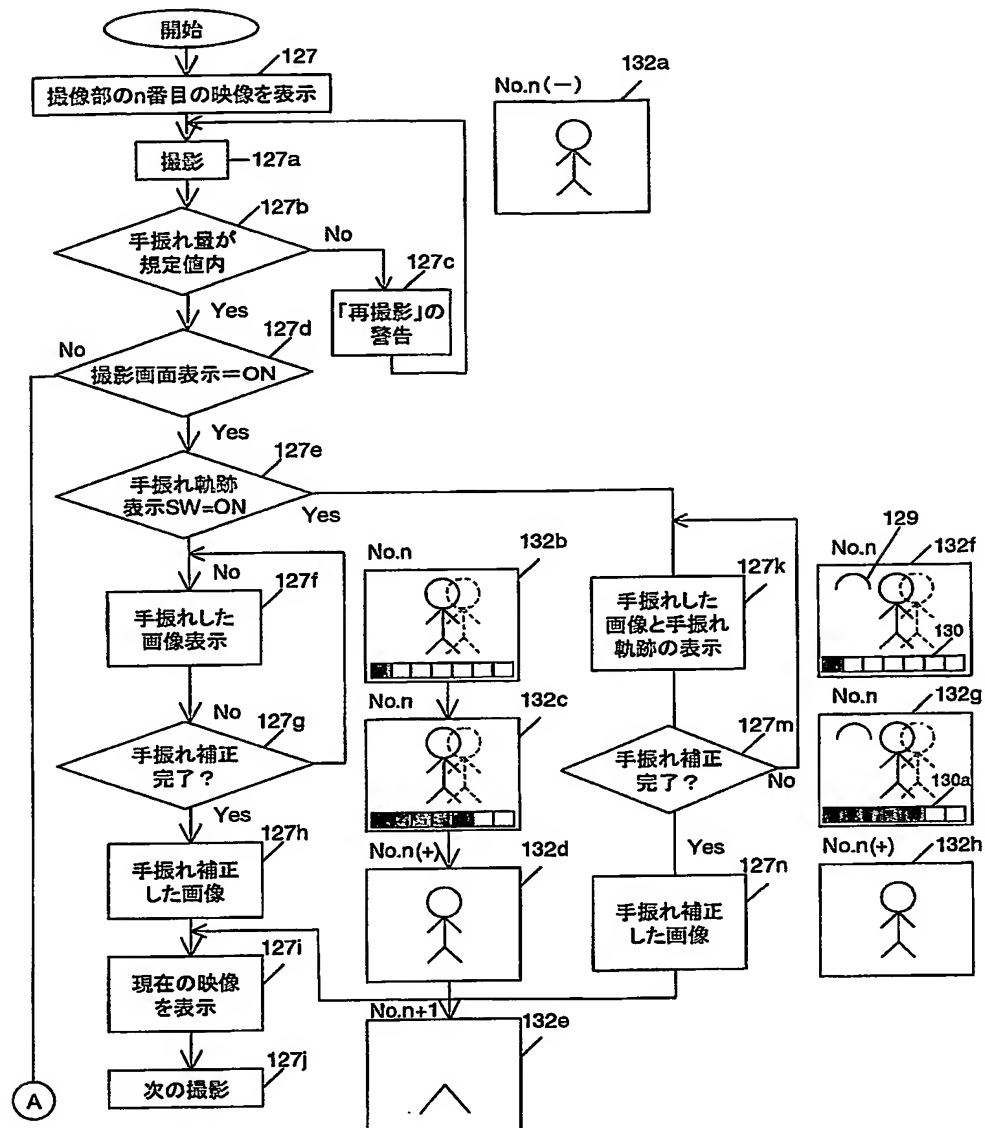 開始
127
撮像部のn番目の映像を表示
撮影
127a
127b
手振れ量が
規定値内
No
Yes
127c
「再撮影」の
警告
127d
No
撮影画面表示=ON
Yes
127e
手振れ軌跡
表示SW=ON
Yes
No
127f
手振れした
画像表示
No
127g
手振れ補正
完了?
Yes
127h
手振れ補正
した画像
127i
現在の映像
を表示
127j
次の撮影
A
No.n(−)
132a
No.n
132b
No.n
132c
No.n(+)
132d
No.n+1
132e
127k
手振れした
画像と手振れ
軌跡の表示
127m
手振れ補正
完了?
No
Yes
127n
手振れ補正
した画像
129
No.n
132f
130
No.n
132g
130a
No.n(+)
132h